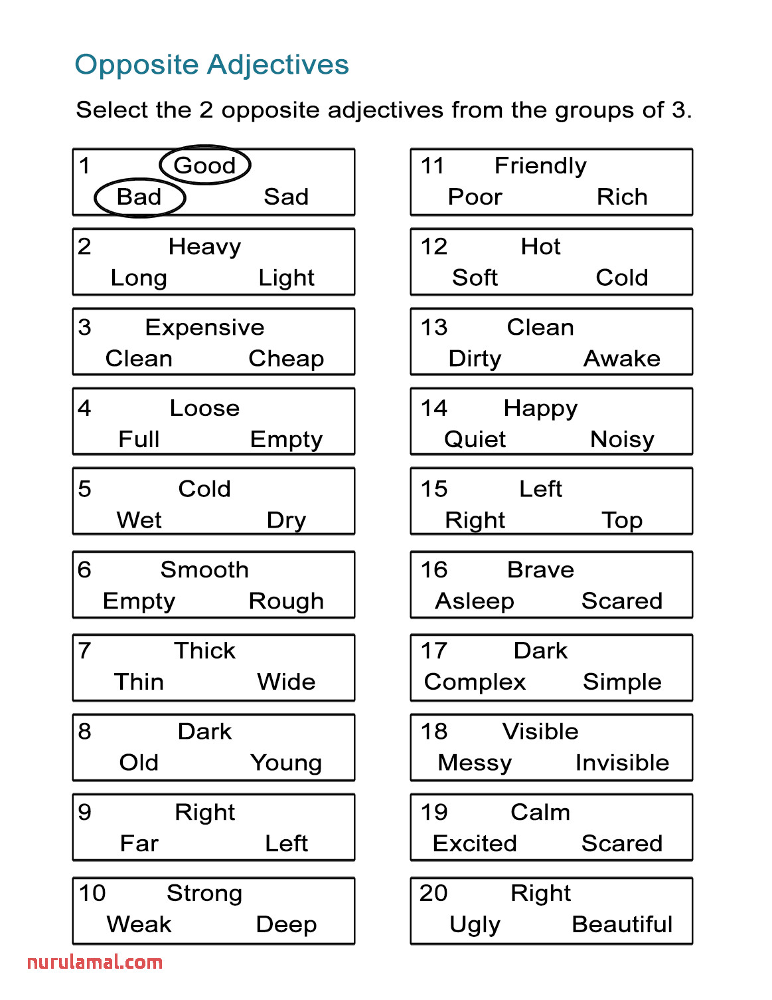 Opposite Adjectives
Select the 2 opposite adjectives from the groups of 3.
1 Good
Bad Sad
2 Heavy
Long Light
3 Expensive
Clean Cheap
4 Loose
Full Empty
5 Cold
Wet Dry
6 Smooth
Empty Rough
7 Thick
Thin Wide
8 Dark
Old Young
9 Right
Far Left
10 Strong
Weak Deep
11 Friendly
Poor Rich
12 Hot
Soft Cold
13 Clean
Dirty Awake
14 Happy
Quiet Noisy
15 Left
Right Top
16 Brave
Asleep Scared
17 Dark
Complex Simple
18 Visible
Messy Invisible
19 Calm
Excited Scared
20 Right
Ugly Beautiful
nurulamal.com